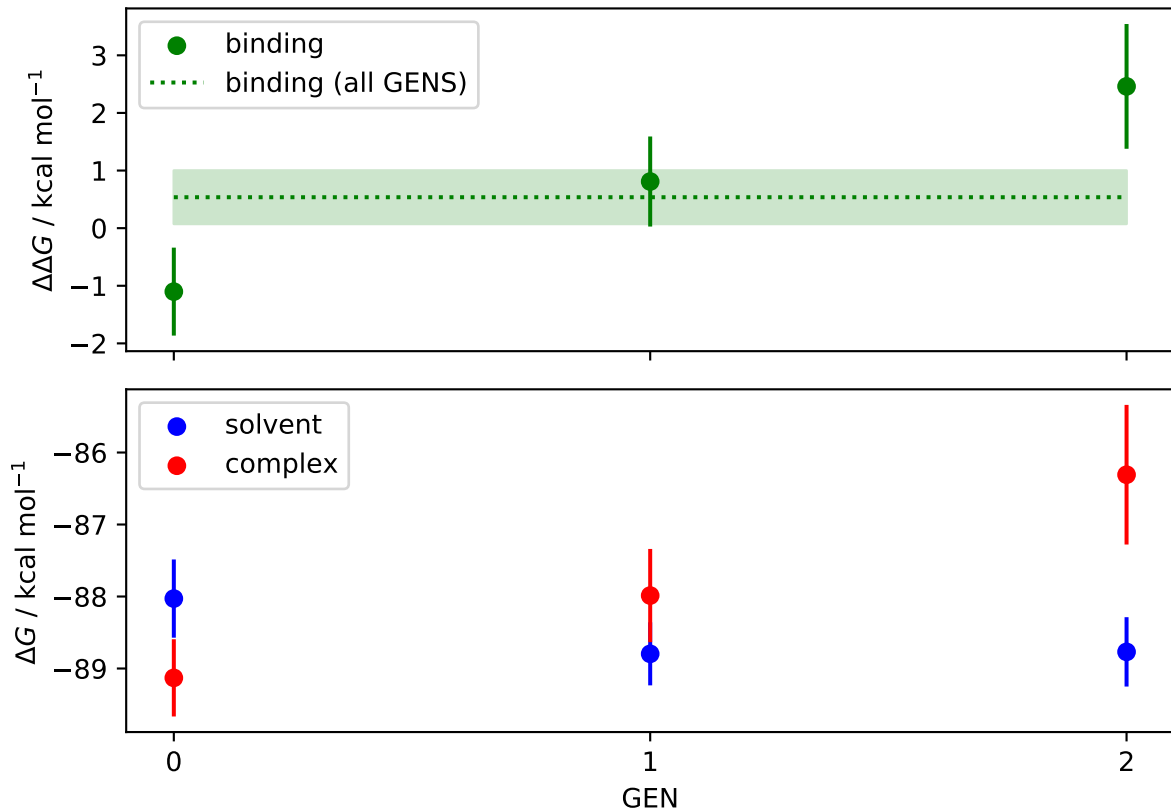 binding
binding (all GENS)
3
2
1
0
−1
−2
ΔΔG / kcal mol⁻¹
solvent
complex
−86
−87
−88
−89
ΔG / kcal mol⁻¹
0 1 2
GEN